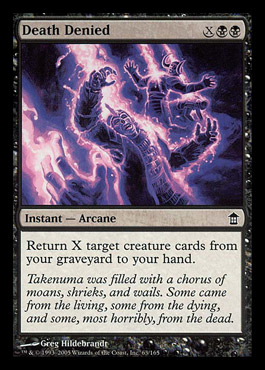 Death Denied X
Instant — Arcane
Return X target creature cards from
your graveyard to your hand.
Takenuma was filled with a chorus of
moans, shrieks, and wails. Some came
from the living, some from the dying,
and some, most horribly, from the dead.
Greg Hildebrandt
™ & © 1993–2005 Wizards of the Coast, Inc. 63/165